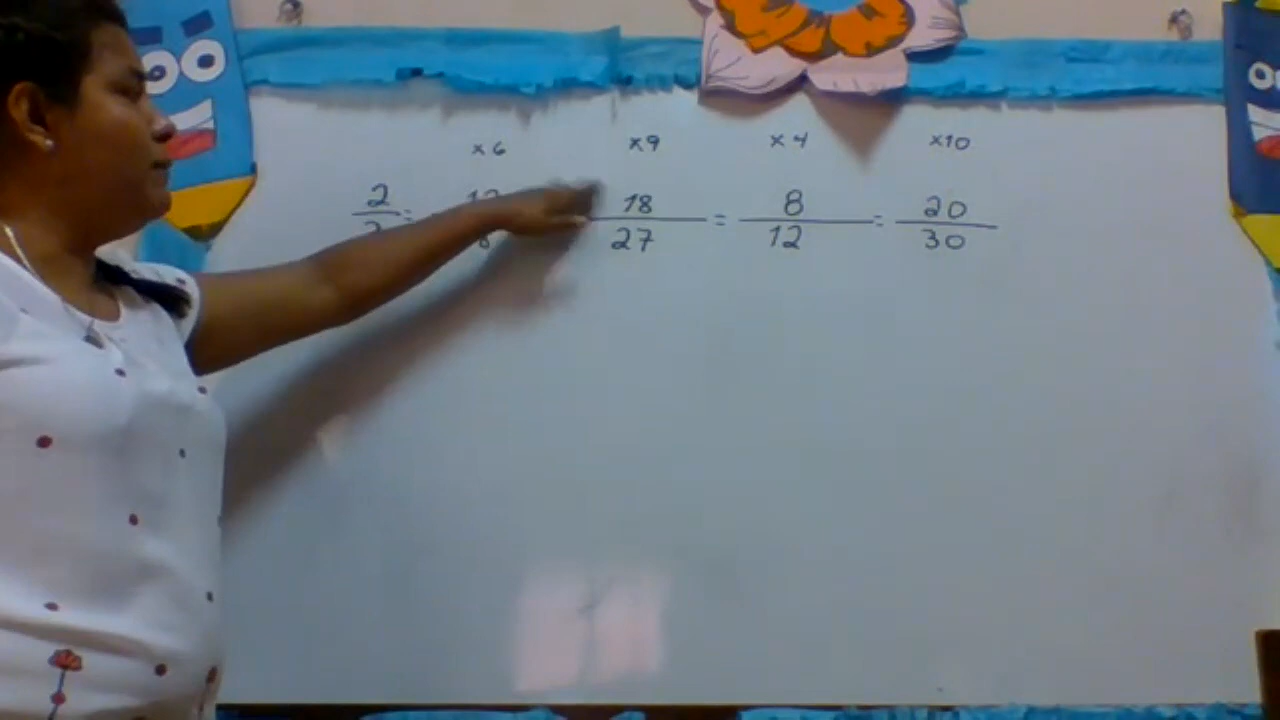 ×6 ×9 ×4 ×10
2 = 18 = 8 = 20
27 12 30